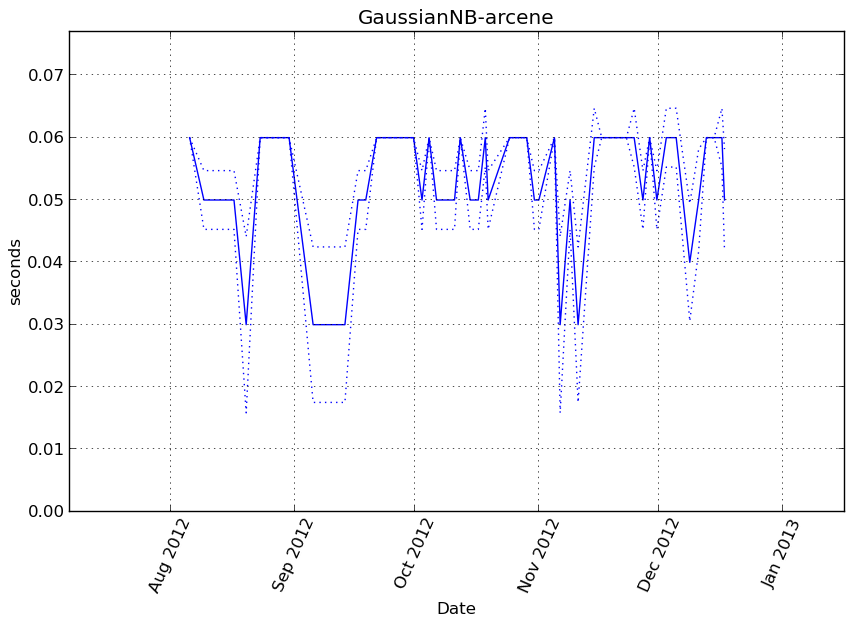 GaussianNB-arcene
0.07
0.06
0.05
0.04
0.03
0.02
0.01
0.00
seconds
Aug 2012
Sep 2012
Oct 2012
Nov 2012
Dec 2012
Jan 2013
Date